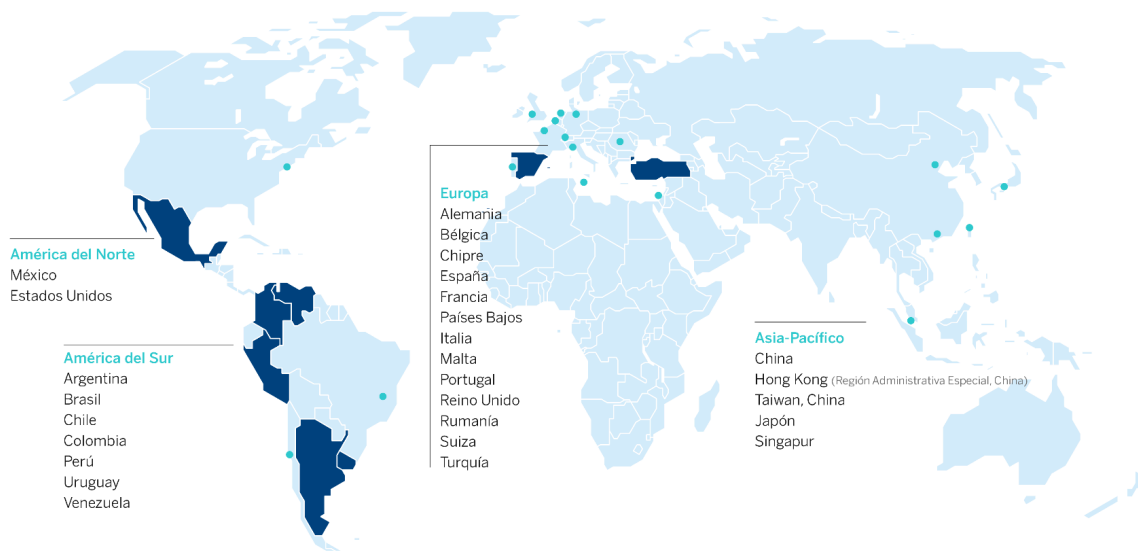 América del Norte
México
Estados Unidos
América del Sur
Argentina
Brasil
Chile
Colombia
Perú
Uruguay
Venezuela
Europa
Alemania
Bélgica
Chipre
España
Francia
Países Bajos
Italia
Malta
Portugal
Reino Unido
Rumanía
Suiza
Turquía
Asia-Pacífico
China
Hong Kong (Región Administrativa Especial, China)
Taiwan, China
Japón
Singapur